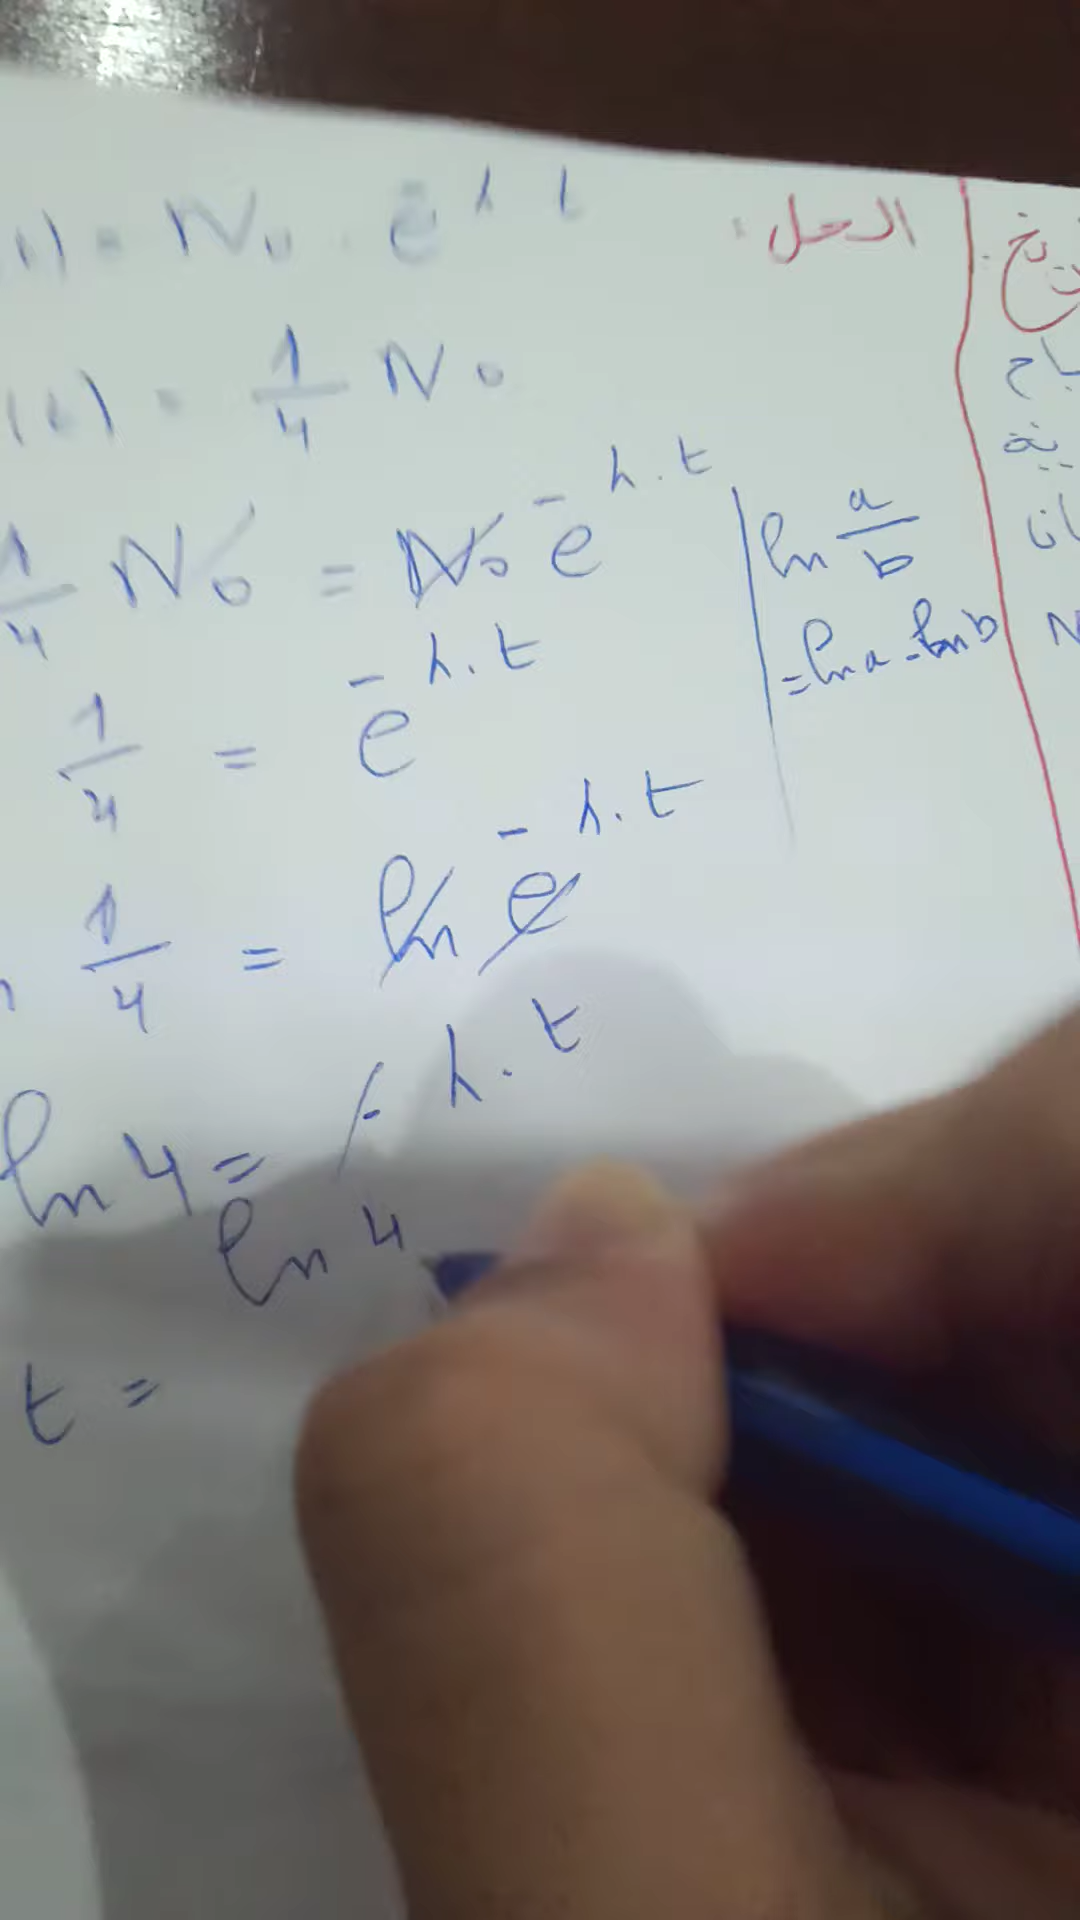 N₀ · e^-λ t
الحل:
(t) = 1/4 N₀
1/4 N₀ = N₀ e^-λ.t
ln a/b
= ln a - ln b
1/4 = e^-λ.t
1/4 = ln e^-λ.t
ln 4 = - λ.t
ln 4
t =